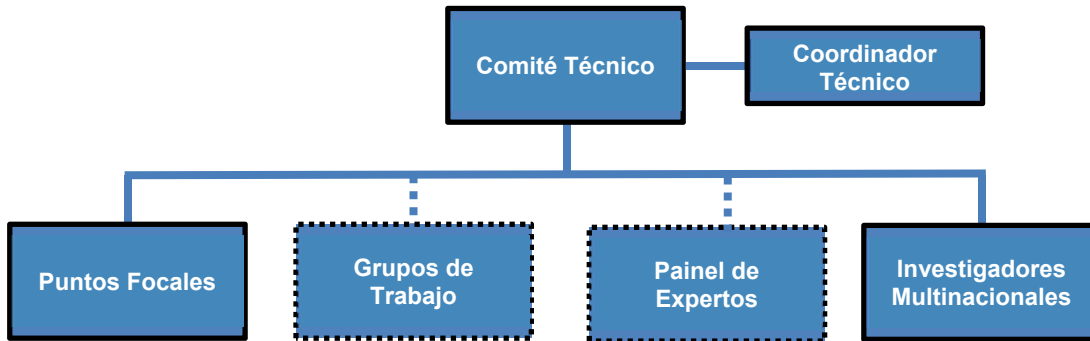 Comité Técnico
Coordinador
Técnico
Puntos Focales
Grupos de
Trabajo
Painel de
Expertos
Investigadores
Multinacionales